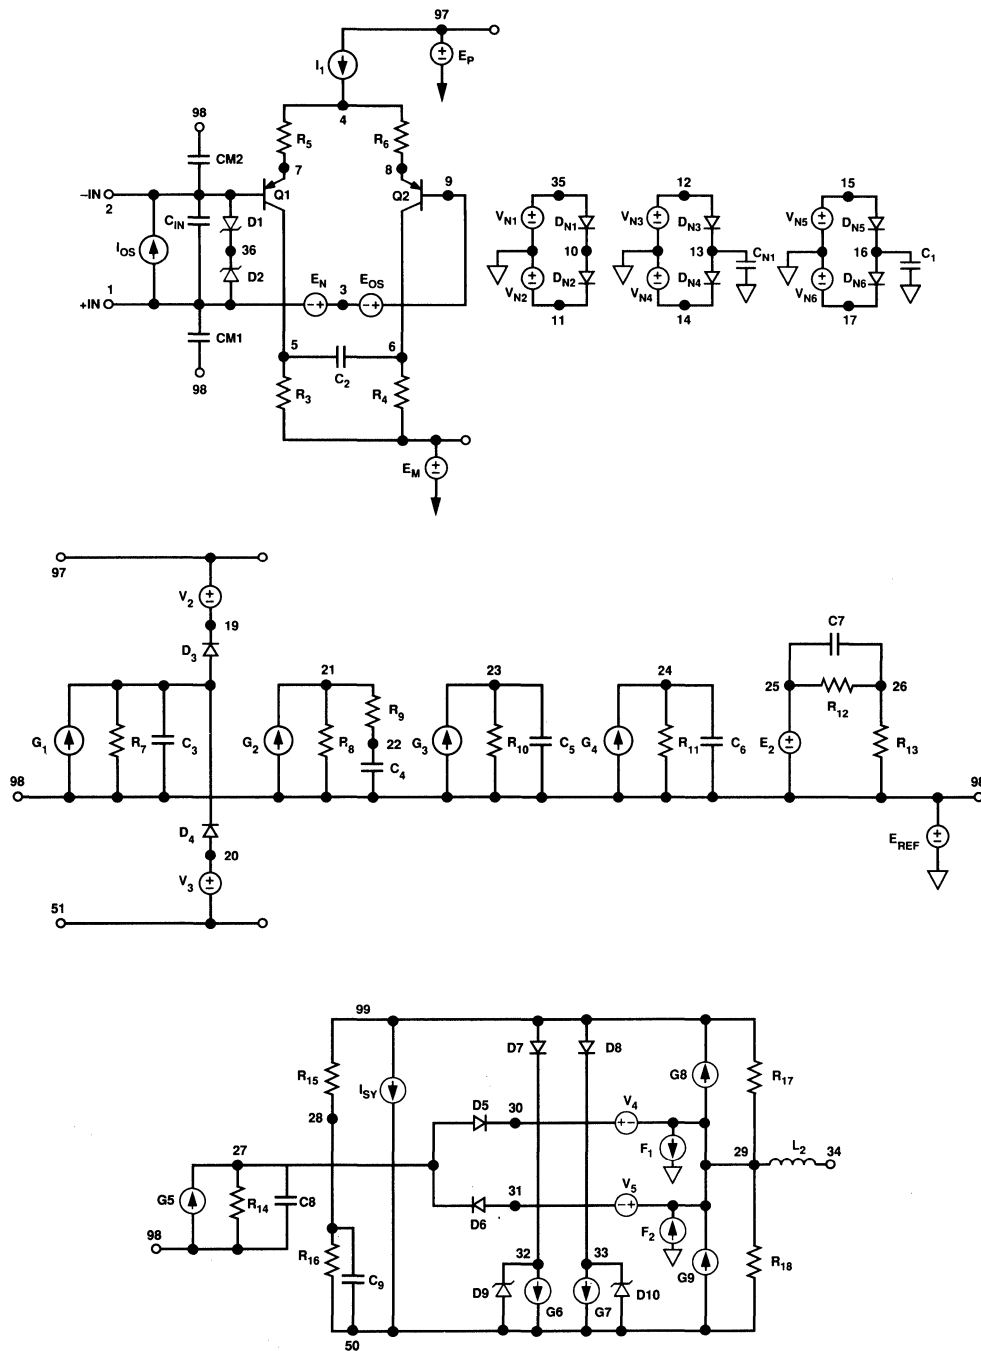 97
I1
EP
98
4
R5
R6
CM2
7
8
9
–IN
2
Q1
Q2
CIN
D1
IOS
36
D2
EN
3
EOS
1
+IN
CM1
98
5
6
C2
R3
R4
EM
35
VN1
DN1
10
VN2
DN2
11
12
VN3
DN3
13
CN1
VN4
DN4
14
15
VN5
DN5
16
C1
VN6
DN6
17
97
V2
19
D3
G1
R7
C3
21
G2
R8
R9
22
C4
23
G3
R10
C5
24
G4
R11
C6
C7
25
R12
26
E2
R13
98
98
D4
20
V3
51
EREF
99
D7
D8
R15
ISY
G8
R17
28
D5
30
V4
F1
27
29
L2
34
G5
R14
C8
31
V5
D6
F2
98
R16
C9
32
33
D9
G6
G7
D10
G9
R18
50